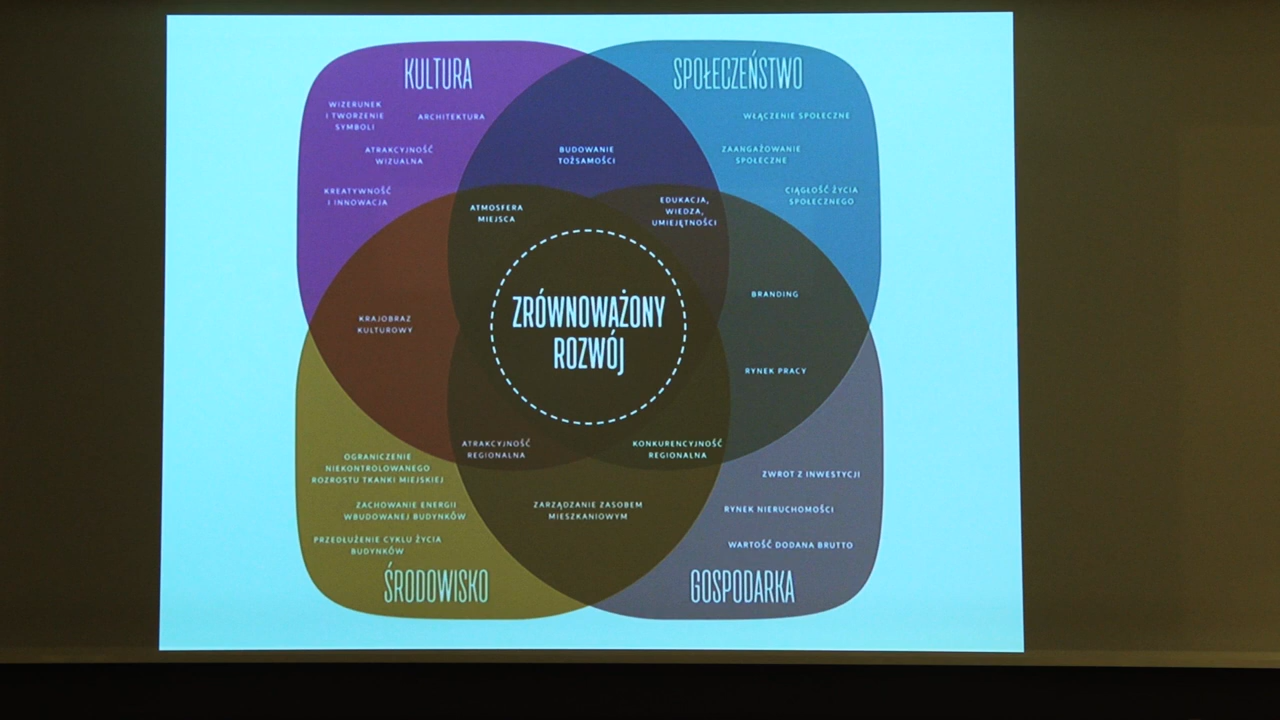 KULTURA
SPOŁECZEŃSTWO
WIZERUNEK
I TWORZENIE
SYMBOLI
ARCHITEKTURA
WŁĄCZENIE SPOŁECZNE
ATRAKCYJNOŚĆ
WIZUALNA
BUDOWANIE
TOŻSAMOŚCI
ZAANGAŻOWANIE
SPOŁECZNE
KREATYWNOŚĆ
I INNOWACJA
CIĄGŁOŚĆ ŻYCIA
SPOŁECZNEGO
ATMOSFERA
MIEJSCA
EDUKACJA,
WIEDZA,
UMIEJĘTNOŚCI
BRANDING
ZRÓWNOWAŻONY
ROZWÓJ
KRAJOBRAZ
KULTUROWY
RYNEK PRACY
ATRAKCYJNOŚĆ
REGIONALNA
KONKURENCYJNOŚĆ
REGIONALNA
OGRANICZENIE
NIEKONTROLOWANEGO
ROZROSTU TKANKI MIEJSKIEJ
ZWROT Z INWESTYCJI
ZACHOWANIE ENERGII
WBUDOWANEJ BUDYNKÓW
ZARZĄDZANIE ZASOBEM
MIESZKANIOWYM
RYNEK NIERUCHOMOŚCI
PRZEDŁUŻENIE CYKLU ŻYCIA
BUDYNKÓW
WARTOŚĆ DODANA BRUTTO
ŚRODOWISKO
GOSPODARKA